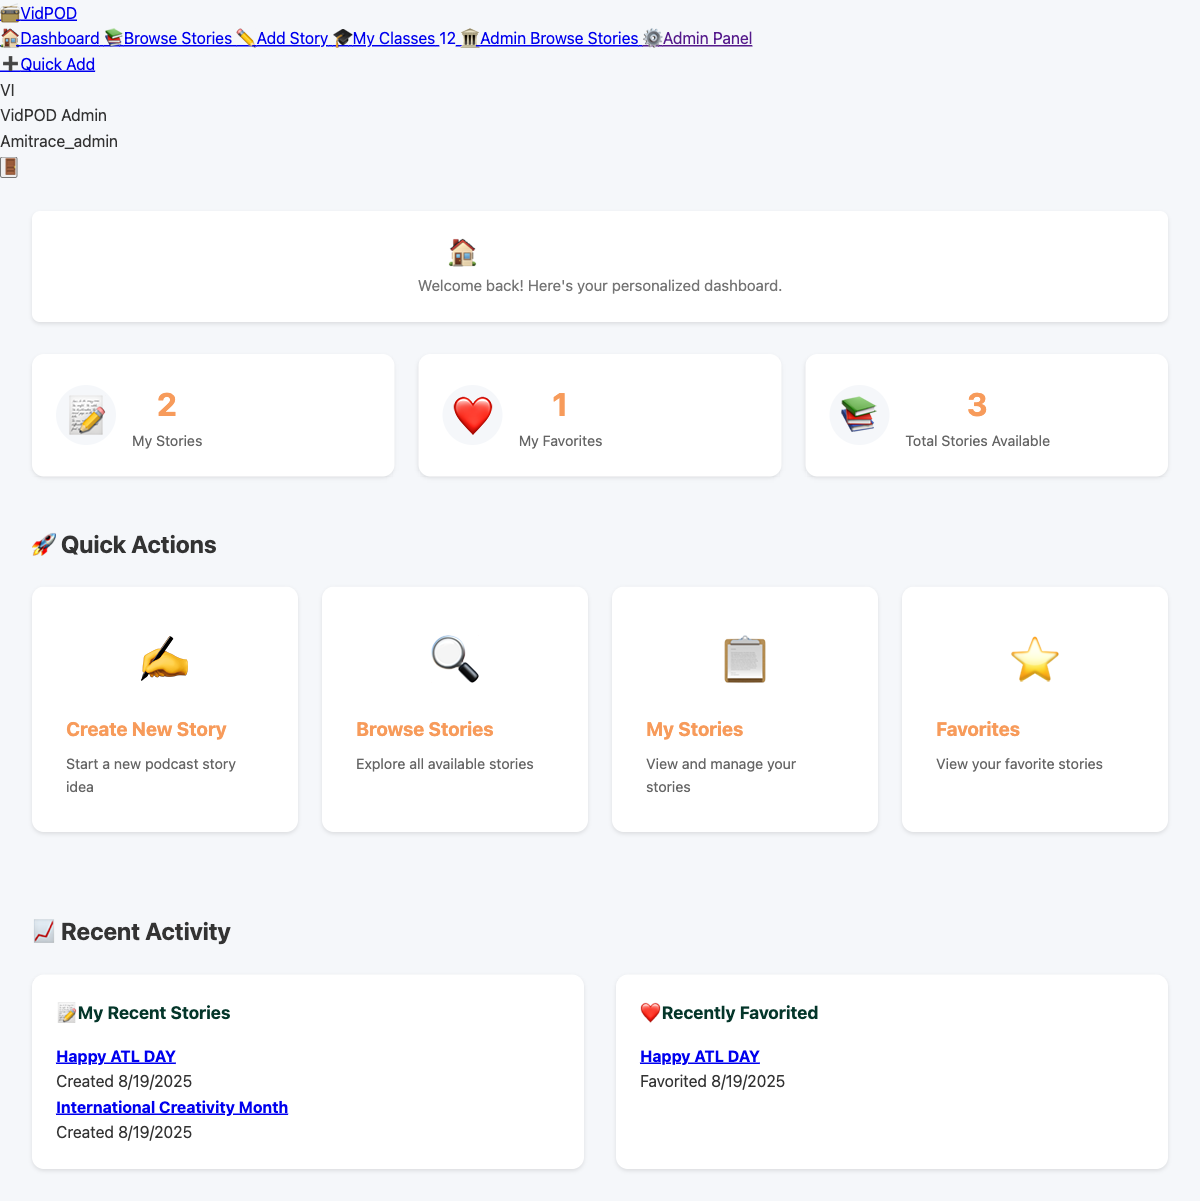 VidPOD
Dashboard Browse Stories Add Story My Classes 12 Admin Browse Stories Admin Panel
Quick Add
VI
VidPOD Admin
Amitrace_admin
Welcome back! Here's your personalized dashboard.
2
My Stories
1
My Favorites
3
Total Stories Available
Quick Actions
Create New Story
Start a new podcast story
idea
Browse Stories
Explore all available stories
My Stories
View and manage your
stories
Favorites
View your favorite stories
Recent Activity
My Recent Stories
Happy ATL DAY
Created 8/19/2025
International Creativity Month
Created 8/19/2025
Recently Favorited
Happy ATL DAY
Favorited 8/19/2025